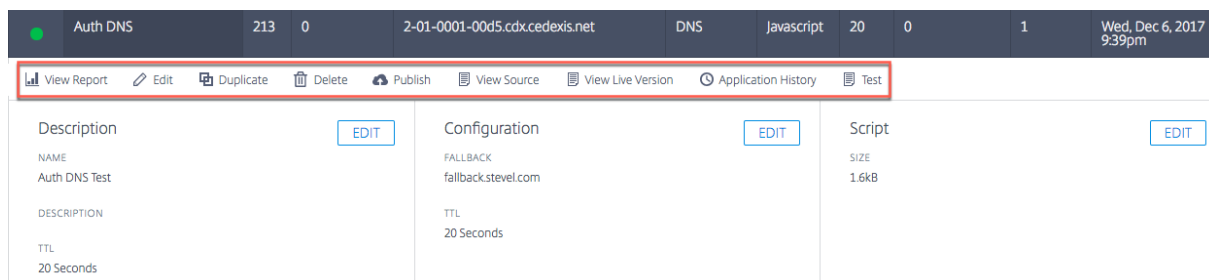 Auth DNS 213 0 2-01-0001-00d5.cdx.cedexis.net DNS Javascript 20 0 1 Wed, Dec 6, 2017
9:39pm
View Report Edit Duplicate Delete Publish View Source View Live Version Application History Test
Description EDIT
NAME
Auth DNS Test
DESCRIPTION
TTL
20 Seconds
Configuration EDIT
FALLBACK
fallback.stevel.com
TTL
20 Seconds
Script EDIT
SIZE
1.6kB